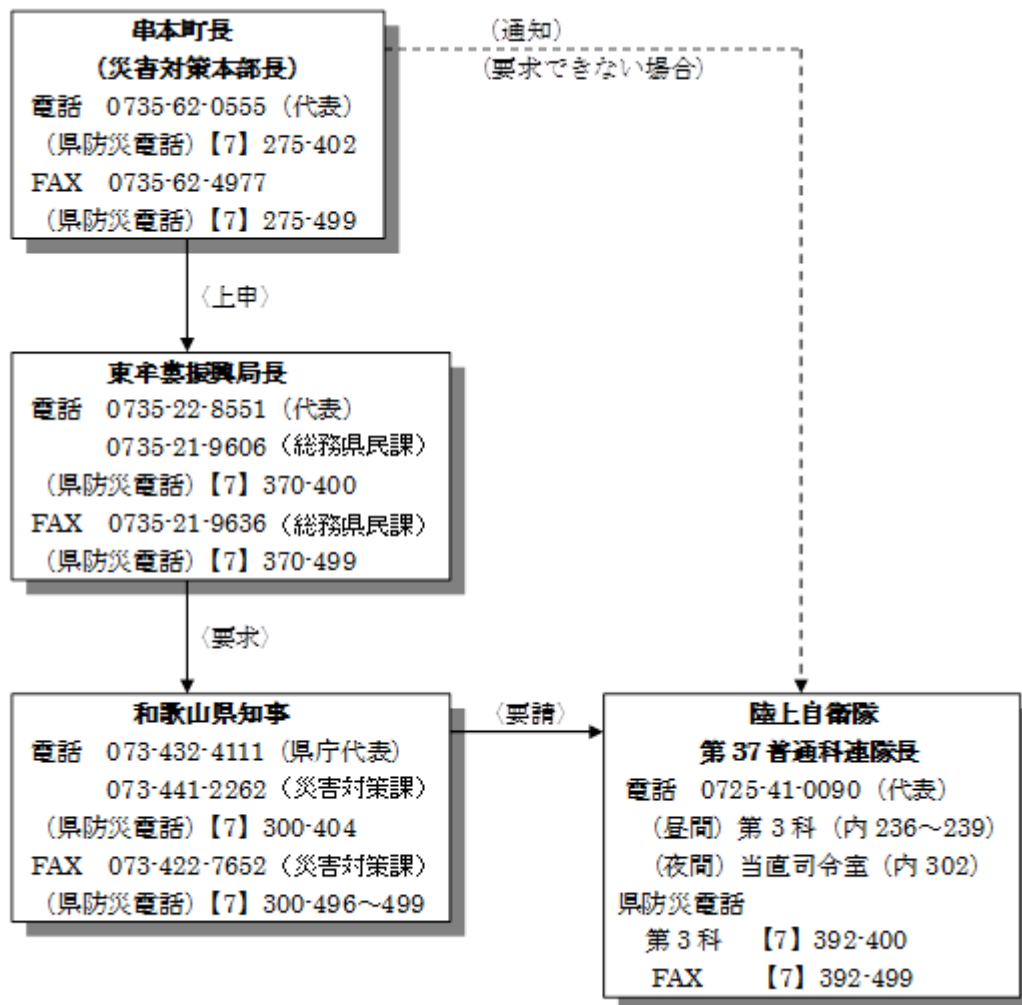 串本町長
(災害対策本部長)
電話　0735-62-0555（代表）
（県防災電話）【7】275-402
FAX　0735-62-4977
（県防災電話）【7】275-499
（通知）
（要求できない場合）
〈上申〉
東牟婁振興局長
電話　0735-22-8551（代表）
0735-21-9606（総務県民課）
（県防災電話）【7】370-400
FAX　0735-21-9636（総務県民課）
（県防災電話）【7】370-499
〈要求〉
和歌山県知事
電話　073-432-4111（県庁代表）
073-441-2262（災害対策課）
（県防災電話）【7】300-404
FAX　073-422-7652（災害対策課）
（県防災電話）【7】300-496～499
〈要請〉
陸上自衛隊
第37普通科連隊長
電話　0725-41-0090（代表）
（昼間）第3科（内236～239）
（夜間）当直司令室（内302）
県防災電話
第3科　【7】392-400
FAX　【7】392-499